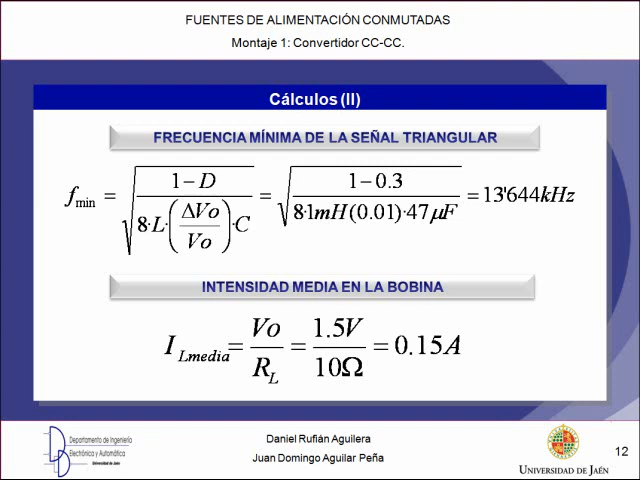 FUENTES DE ALIMENTACIÓN CONMUTADAS
Montaje 1: Convertidor CC-CC.
Cálculos (II)
FRECUENCIA MÍNIMA DE LA SEÑAL TRIANGULAR
f_min = √((1 − D) / (8·L·(ΔVo/Vo)·C)) = √((1 − 0.3) / (8·1mH(0.01)·47μF)) = 13'644kHz
INTENSIDAD MEDIA EN LA BOBINA
I_Lmedia = Vo/R_L = 1.5V/10Ω = 0.15A
Departamento de Ingeniería
Electrónica y Automática
Universidad de Jaén
Daniel Rufián Aguilera
Juan Domingo Aguilar Peña
UNIVERSIDAD DE JAÉN
12